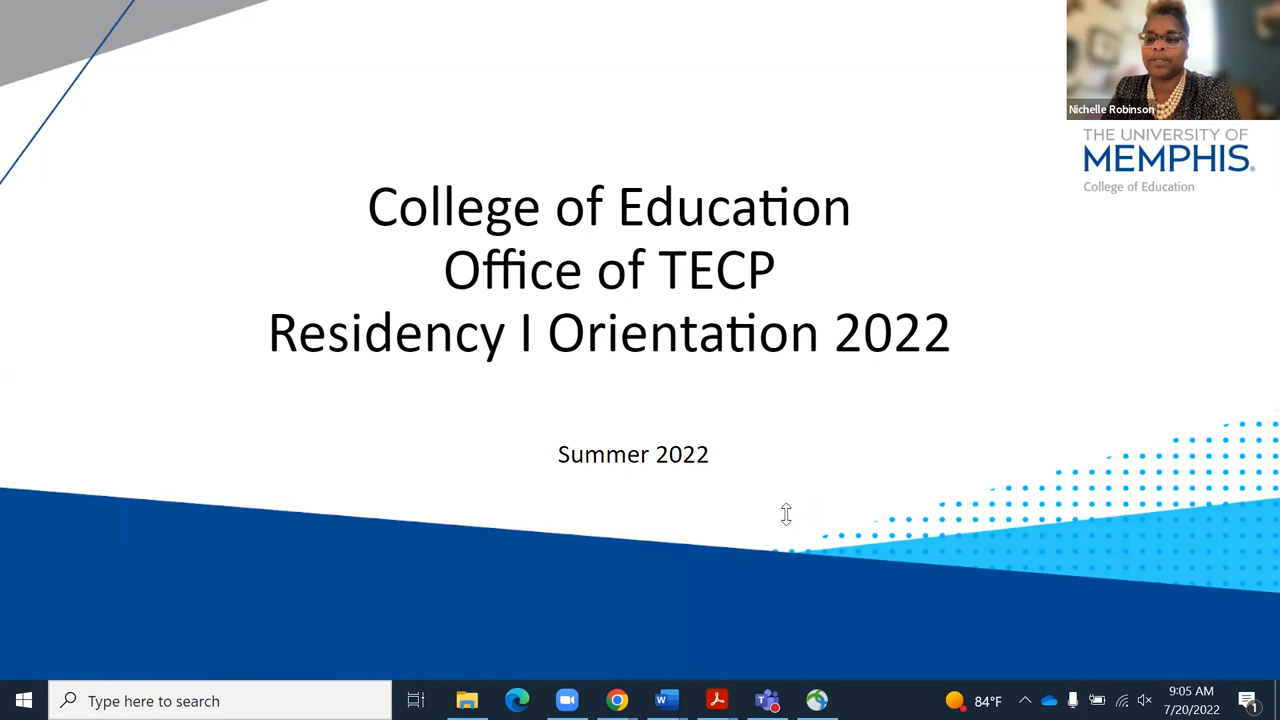 Nichelle Robinson
THE UNIVERSITY OF
MEMPHIS®
College of Education
College of Education
Office of TECP
Residency I Orientation 2022
Summer 2022
Type here to search
84°F
9:05 AM
7/20/2022
1